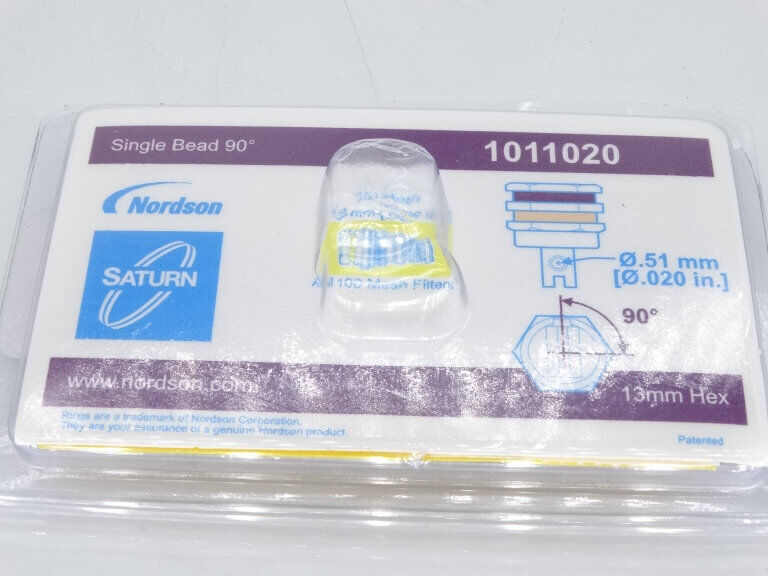 Single Bead 90°
1011020
Nordson
SATURN
Ø.51 mm
[Ø.020 in.]
100 Mesh Filters
90°
www.nordson.com
13mm Hex
Rings are a trademark of Nordson Corporation.
They are your assurance of a genuine Nordson product.
Patented